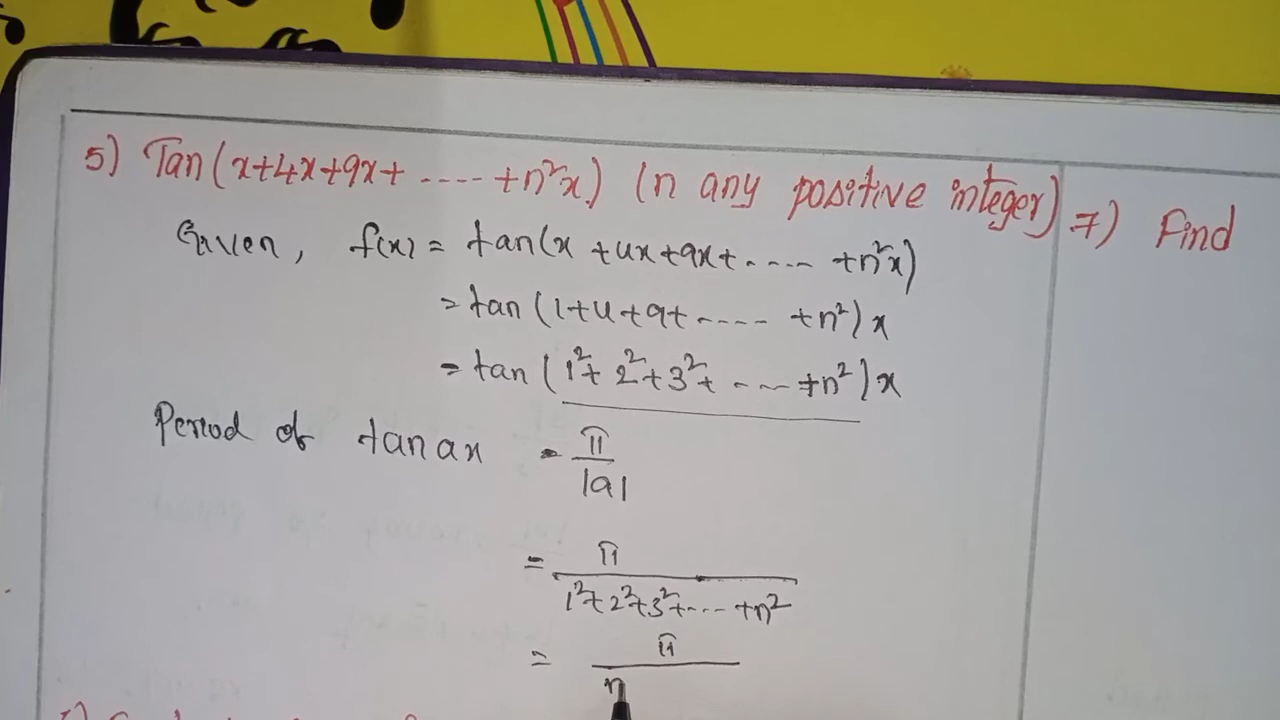 5) Tan(x+4x+9x+ ..... +n²x) (n any positive integer)
Given, f(x) = tan(x +4x+9x+ ..... +n²x)
= tan (1+4+9+ ..... +n²)x
= tan (1²+ 2²+3²+ ..... +n²)x
Period of tan ax = π/|a|
= π/(1²+2²+3²+.... +n²)
= π/n
7) Find